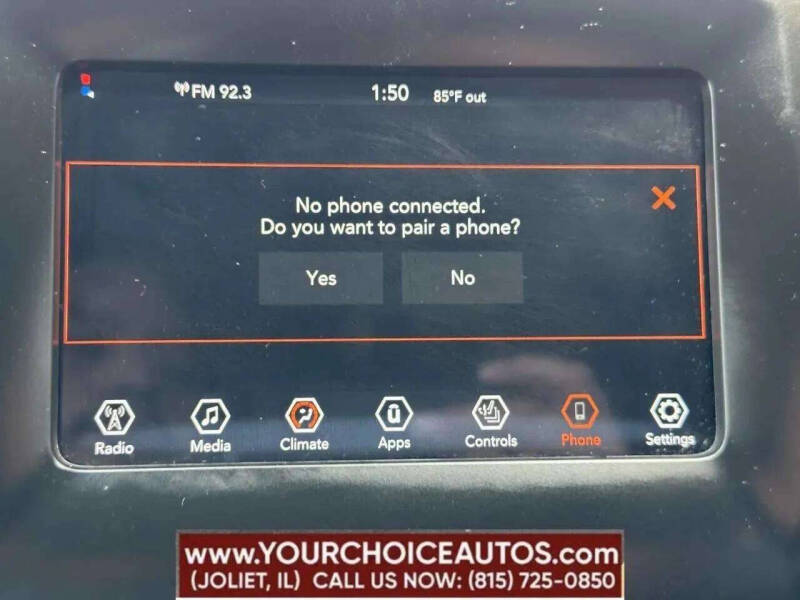 FM 92.3 1:50 85°F out
No phone connected.
Do you want to pair a phone?
Yes No
Radio Media Climate Apps Controls Phone Settings
www.YOURCHOICEAUTOS.com
(JOLIET, IL) CALL US NOW: (815) 725-0850